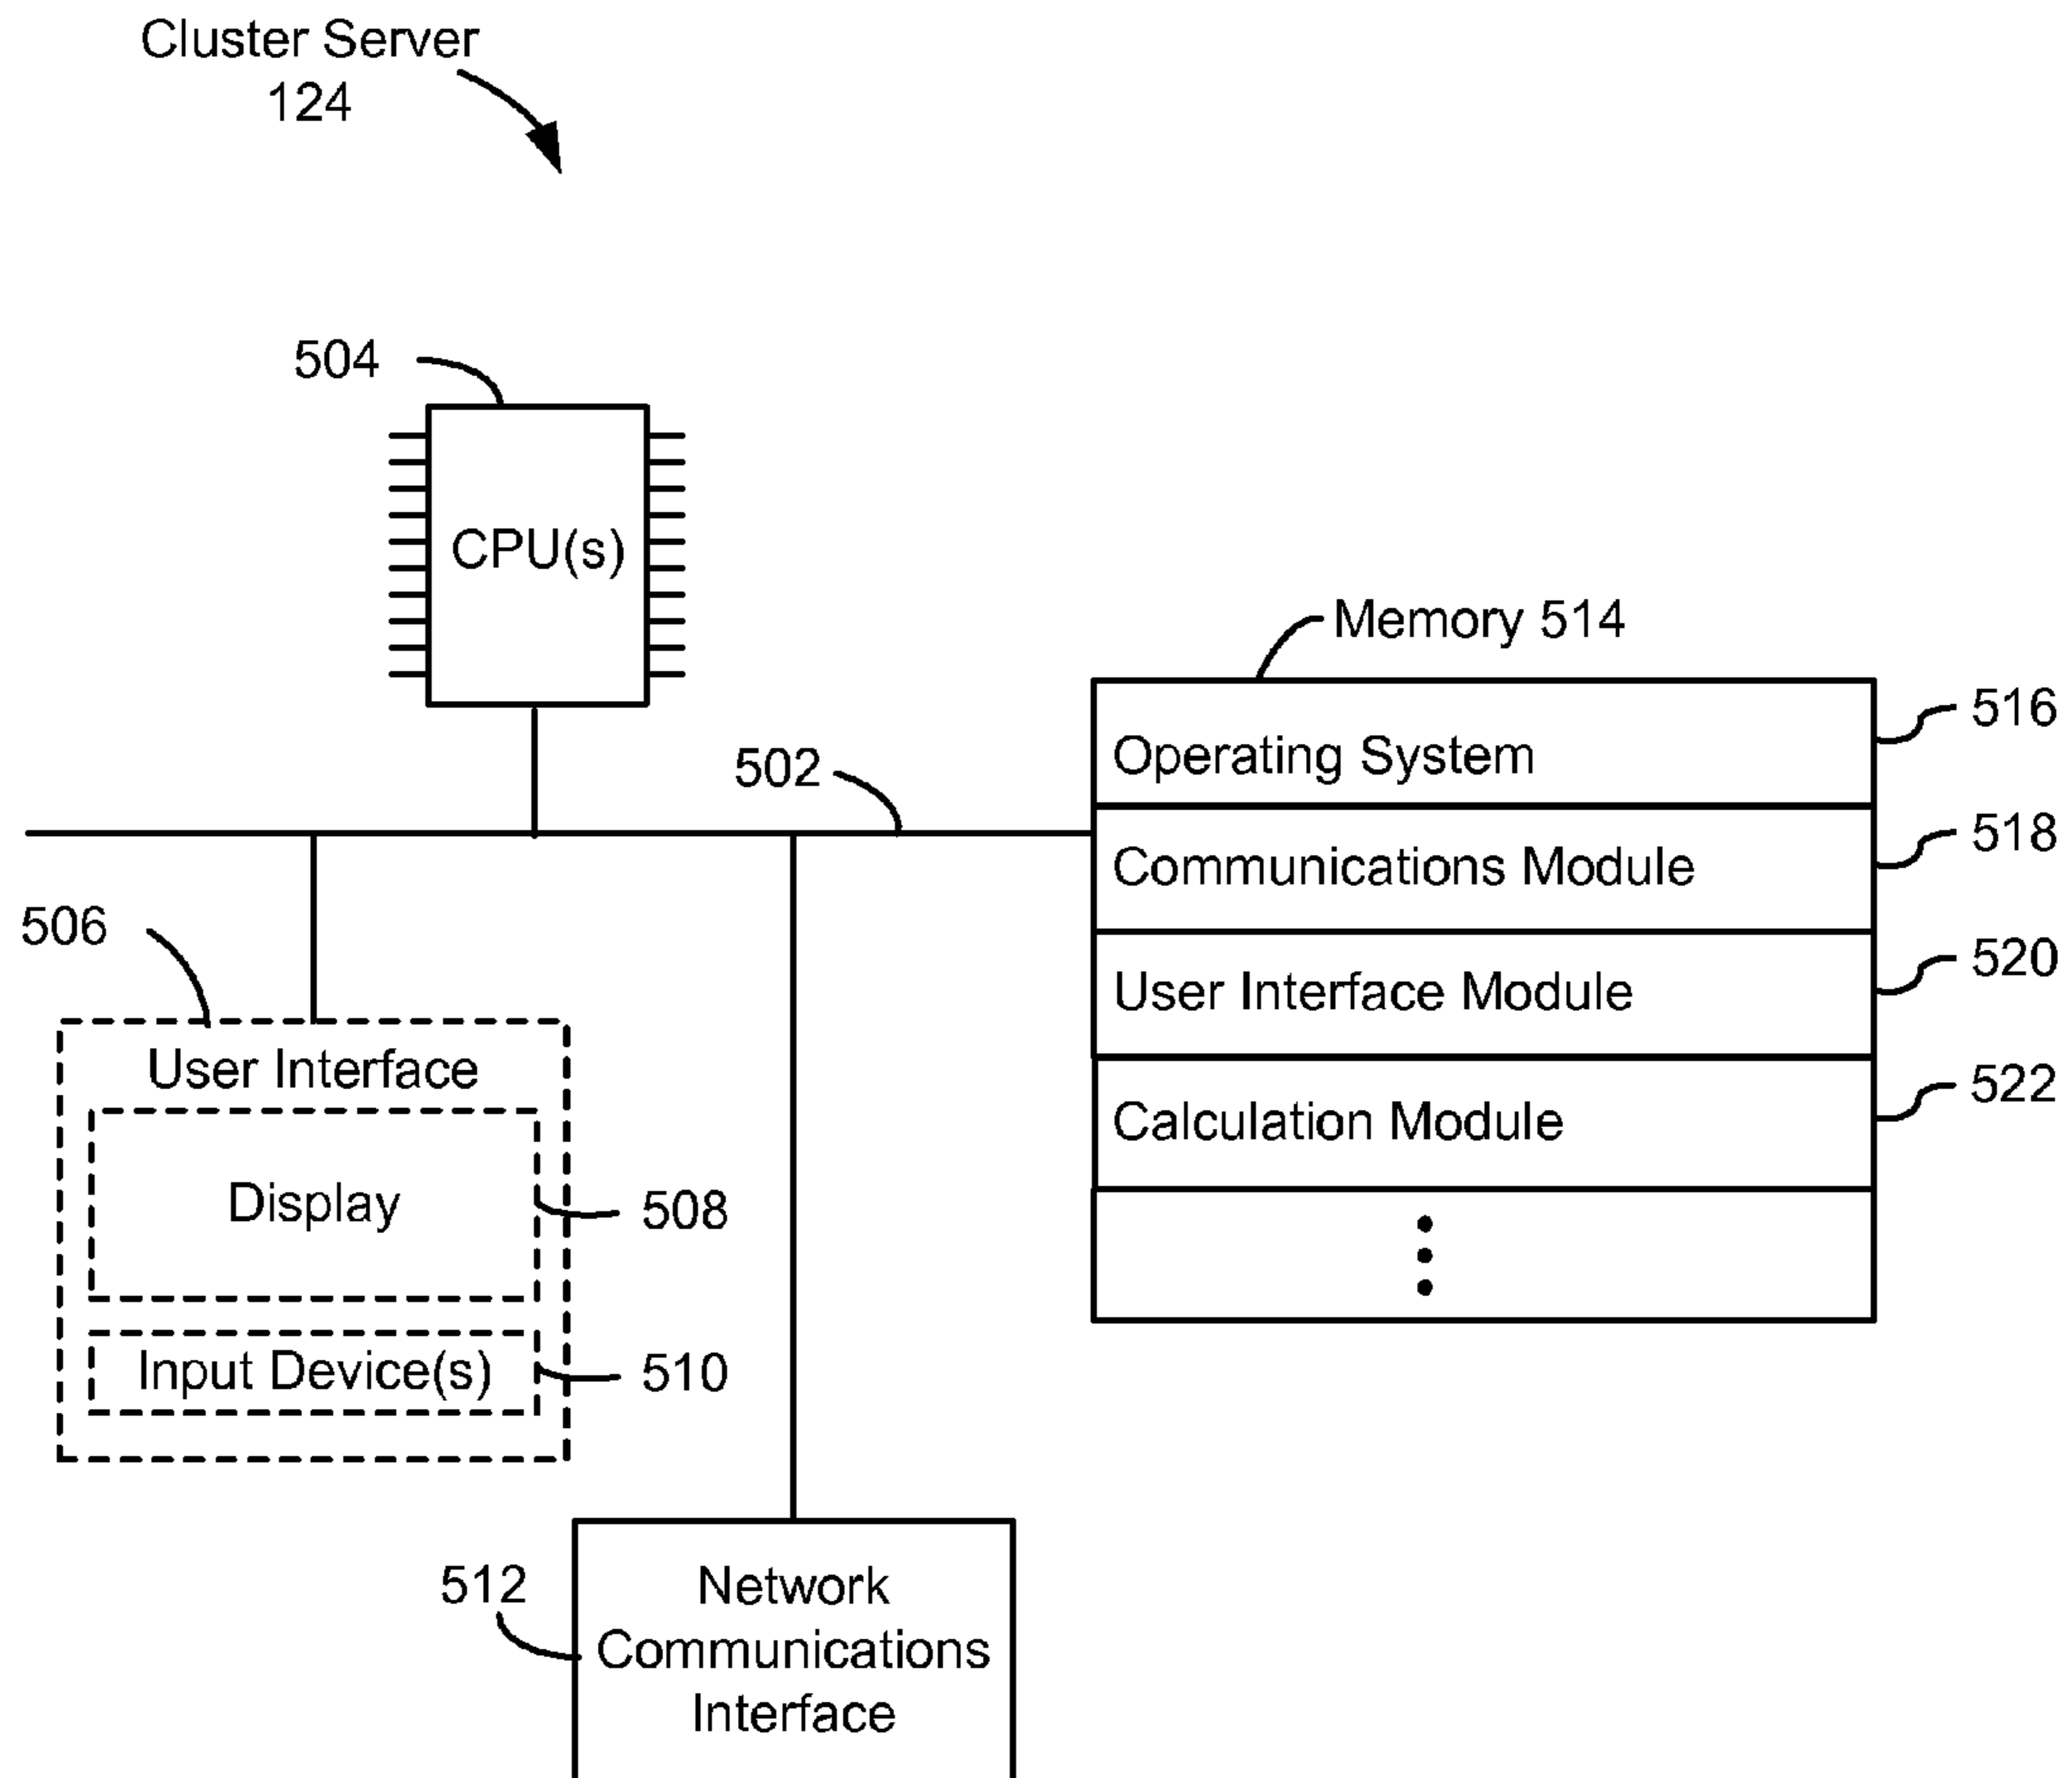 Cluster Server
124
504
CPU(s)
Memory 514
516
Operating System
502
518
Communications Module
506
520
User Interface Module
User Interface
522
Calculation Module
Display
508
Input Device(s)
510
512
Network
Communications
Interface